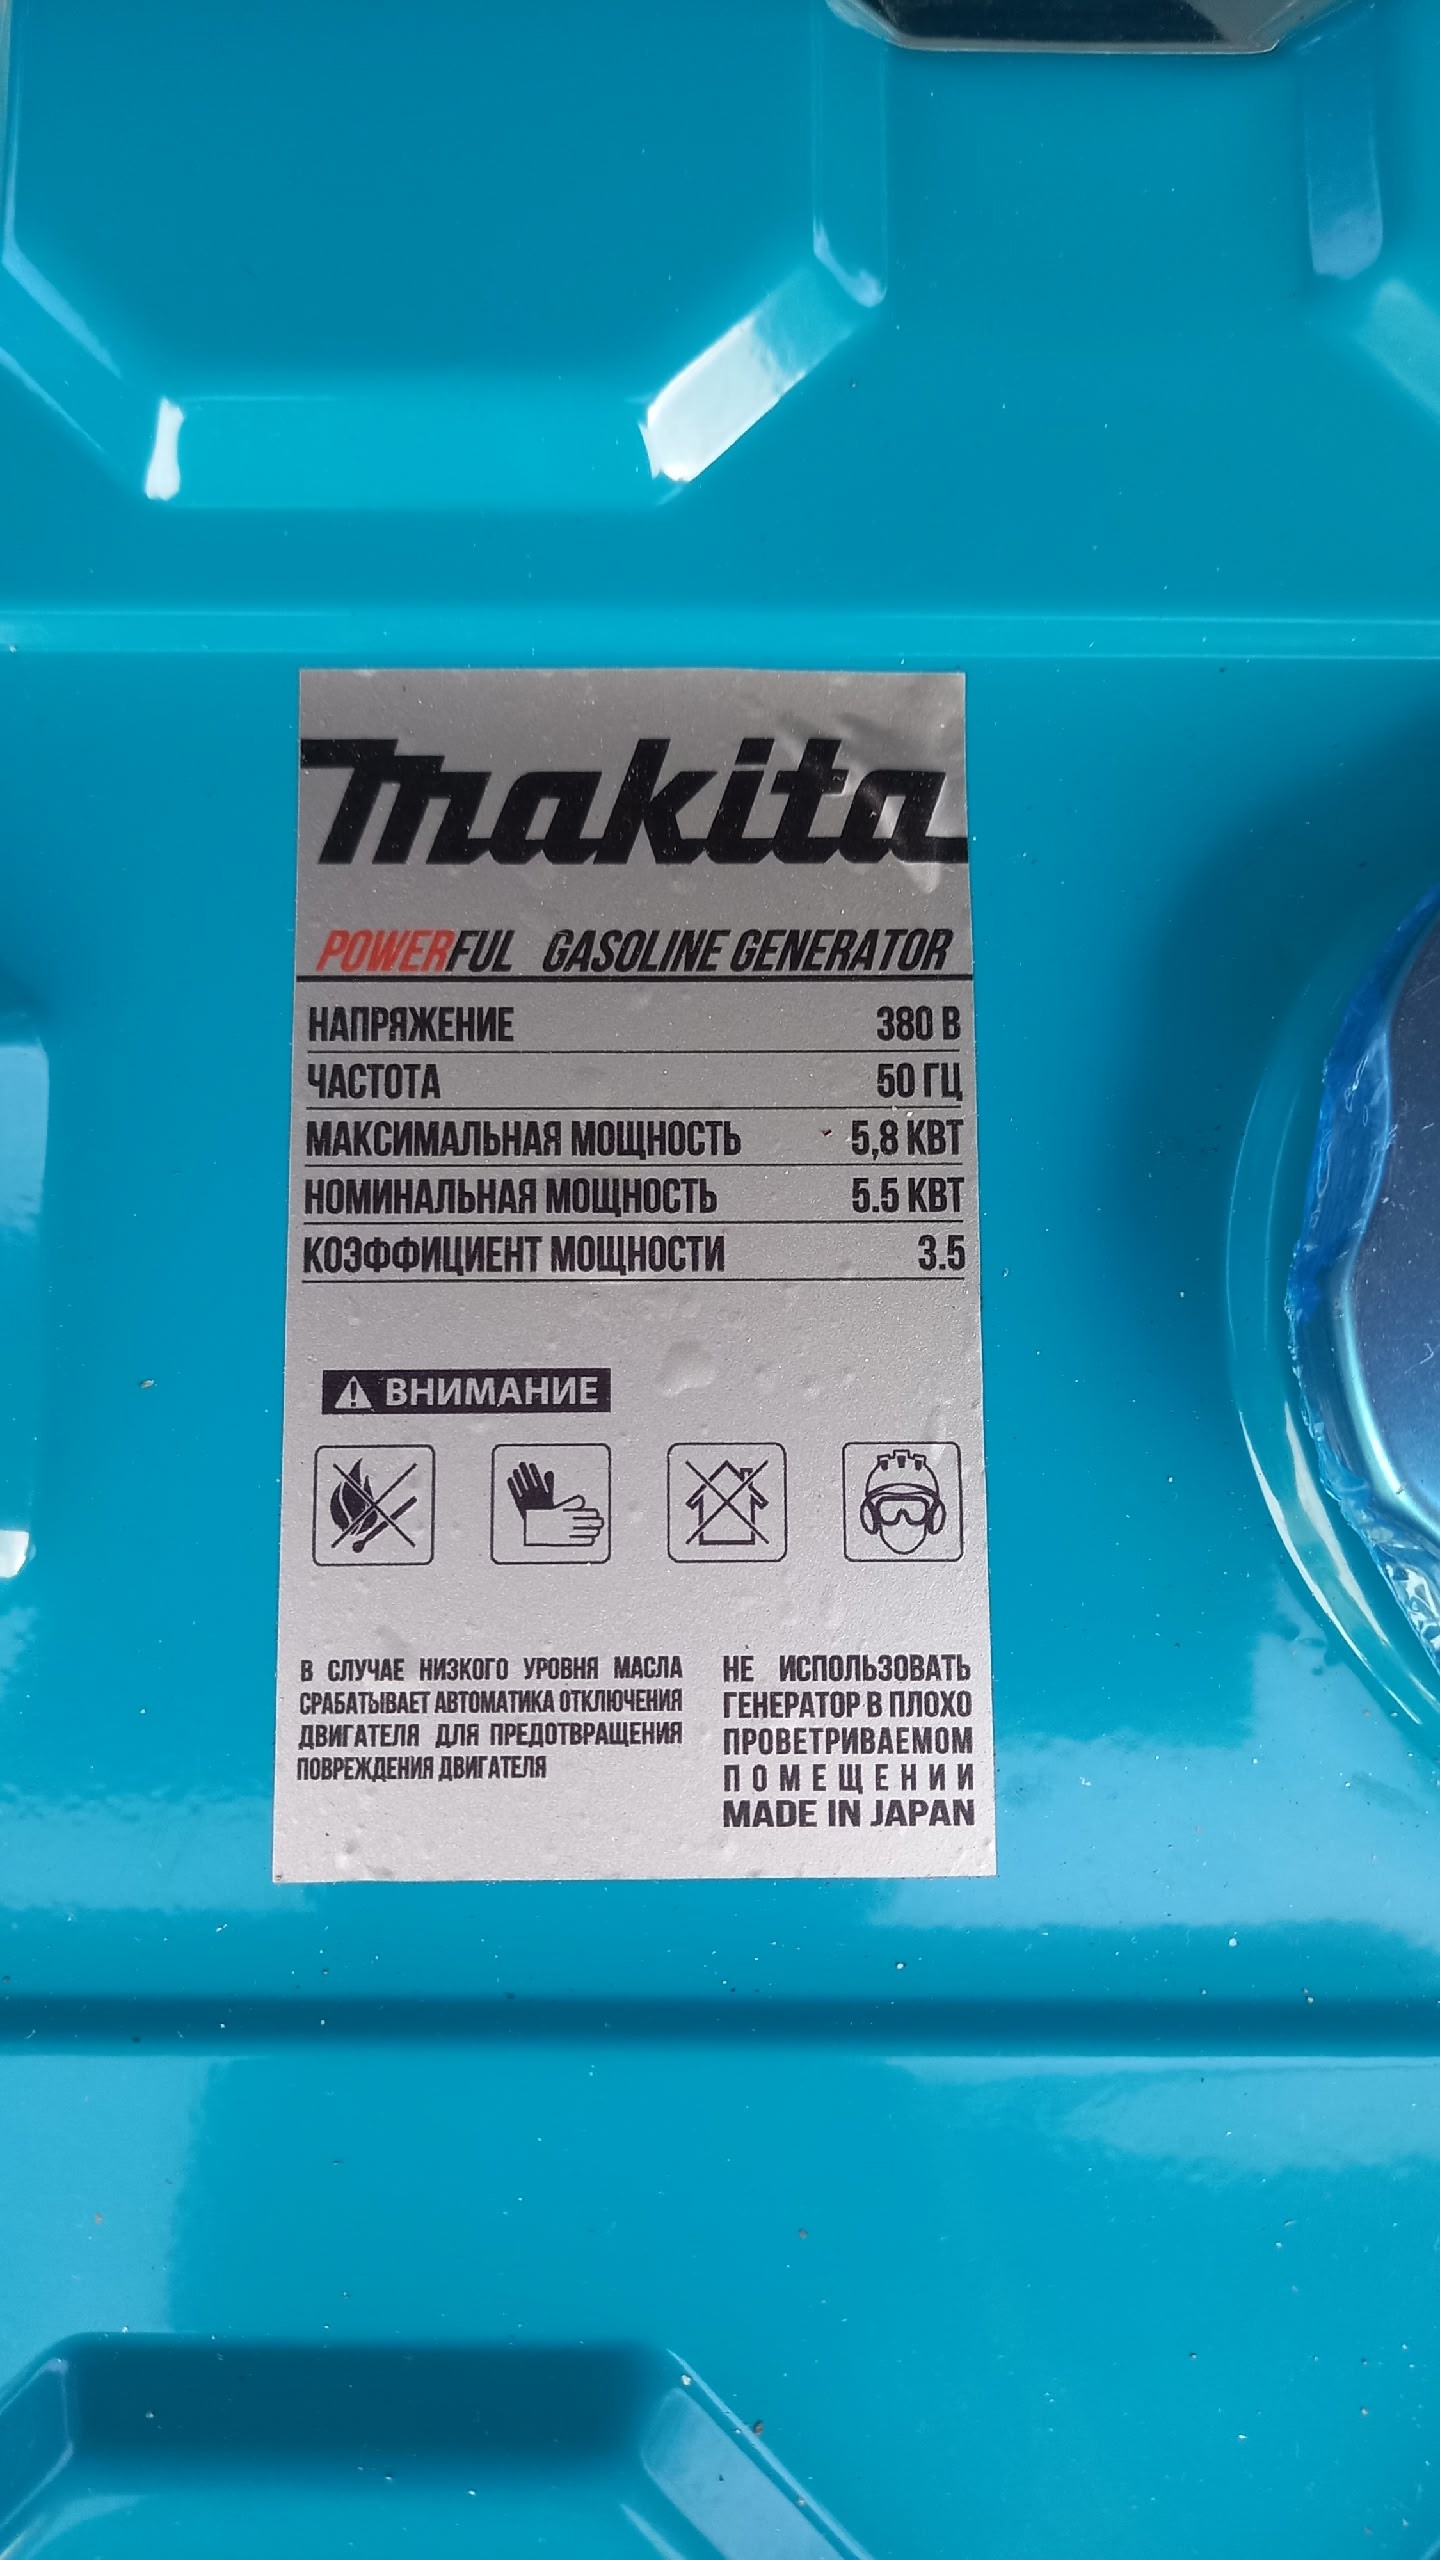 makita
POWERFUL GASOLINE GENERATOR
НАПРЯЖЕНИЕ 380 В
ЧАСТОТА 50 ГЦ
МАКСИМАЛЬНАЯ МОЩНОСТЬ 5,8 КВТ
НОМИНАЛЬНАЯ МОЩНОСТЬ 5.5 КВТ
КОЭФФИЦИЕНТ МОЩНОСТИ 3.5
ВНИМАНИЕ
В СЛУЧАЕ НИЗКОГО УРОВНЯ МАСЛА
СРАБАТЫВАЕТ АВТОМАТИКА ОТКЛЮЧЕНИЯ
ДВИГАТЕЛЯ ДЛЯ ПРЕДОТВРАЩЕНИЯ
ПОВРЕЖДЕНИЯ ДВИГАТЕЛЯ
НЕ ИСПОЛЬЗОВАТЬ
ГЕНЕРАТОР В ПЛОХО
ПРОВЕТРИВАЕМОМ
ПОМЕЩЕНИИ
MADE IN JAPAN